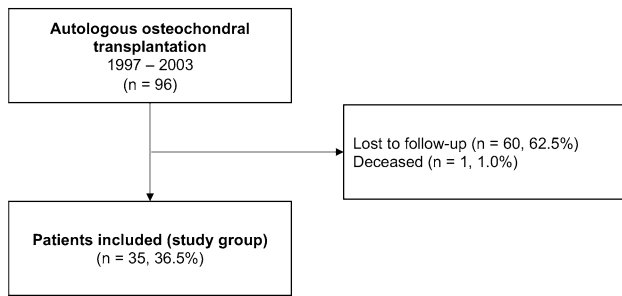 Autologous osteochondral
transplantation
1997 – 2003
(n = 96)
Lost to follow-up (n = 60, 62.5%)
Deceased (n = 1, 1.0%)
Patients included (study group)
(n = 35, 36.5%)